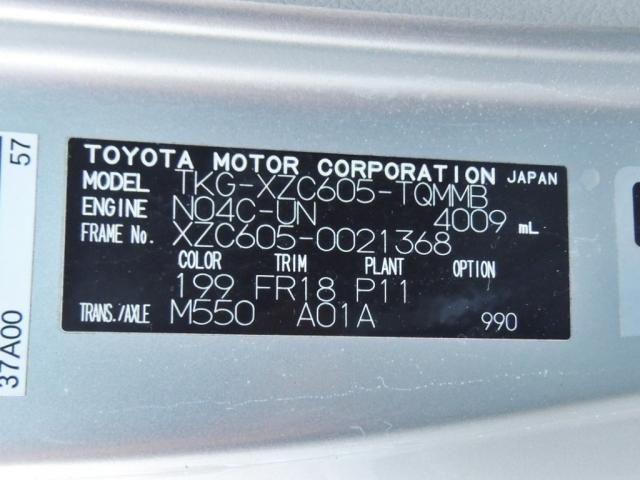 TOYOTA MOTOR CORPORATION JAPAN
MODEL TKG-XZC605-TQMMB
ENGINE N04C-UN 4009 mL
FRAME No. XZC605-0021368
COLOR TRIM PLANT OPTION
199 FR18 P11
TRANS./AXLE M550 A01A 990
57
37A00